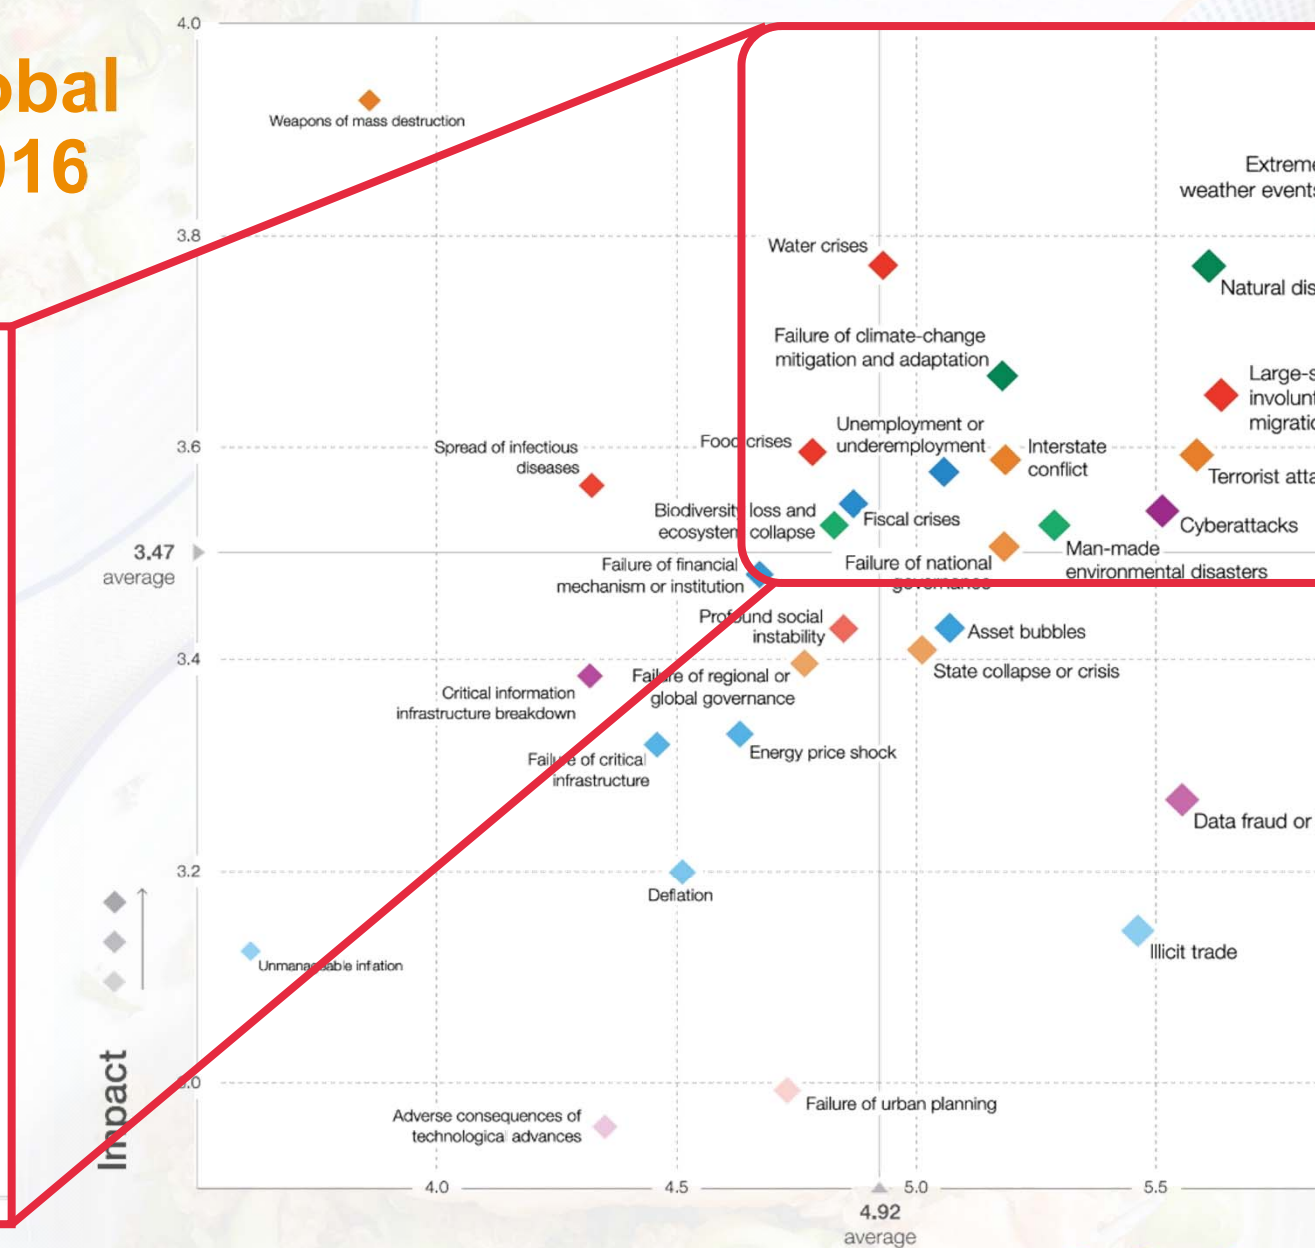 obal
016
4.0
Weapons of mass destruction
Extreme
weather events
3.8
Water crises
Natural dis
Failure of climate-change
mitigation and adaptation
Large-s
involunt
migratio
Unemployment or
underemployment
Food crises
Interstate
conflict
3.6
Spread of infectious
diseases
Terrorist atta
Biodiversity loss and
ecosystem collapse
Fiscal crises
Cyberattacks
3.47
average
Failure of national
governance
Man-made
environmental disasters
Failure of financial
mechanism or institution
Profound social
instability
Asset bubbles
3.4
State collapse or crisis
Failure of regional or
global governance
Critical information
infrastructure breakdown
Failure of critical
infrastructure
Energy price shock
Data fraud or
3.2
Deflation
Illicit trade
Unmanageable inflation
Impact
3.0
Failure of urban planning
Adverse consequences of
technological advances
4.0
4.5
5.0
5.5
4.92
average